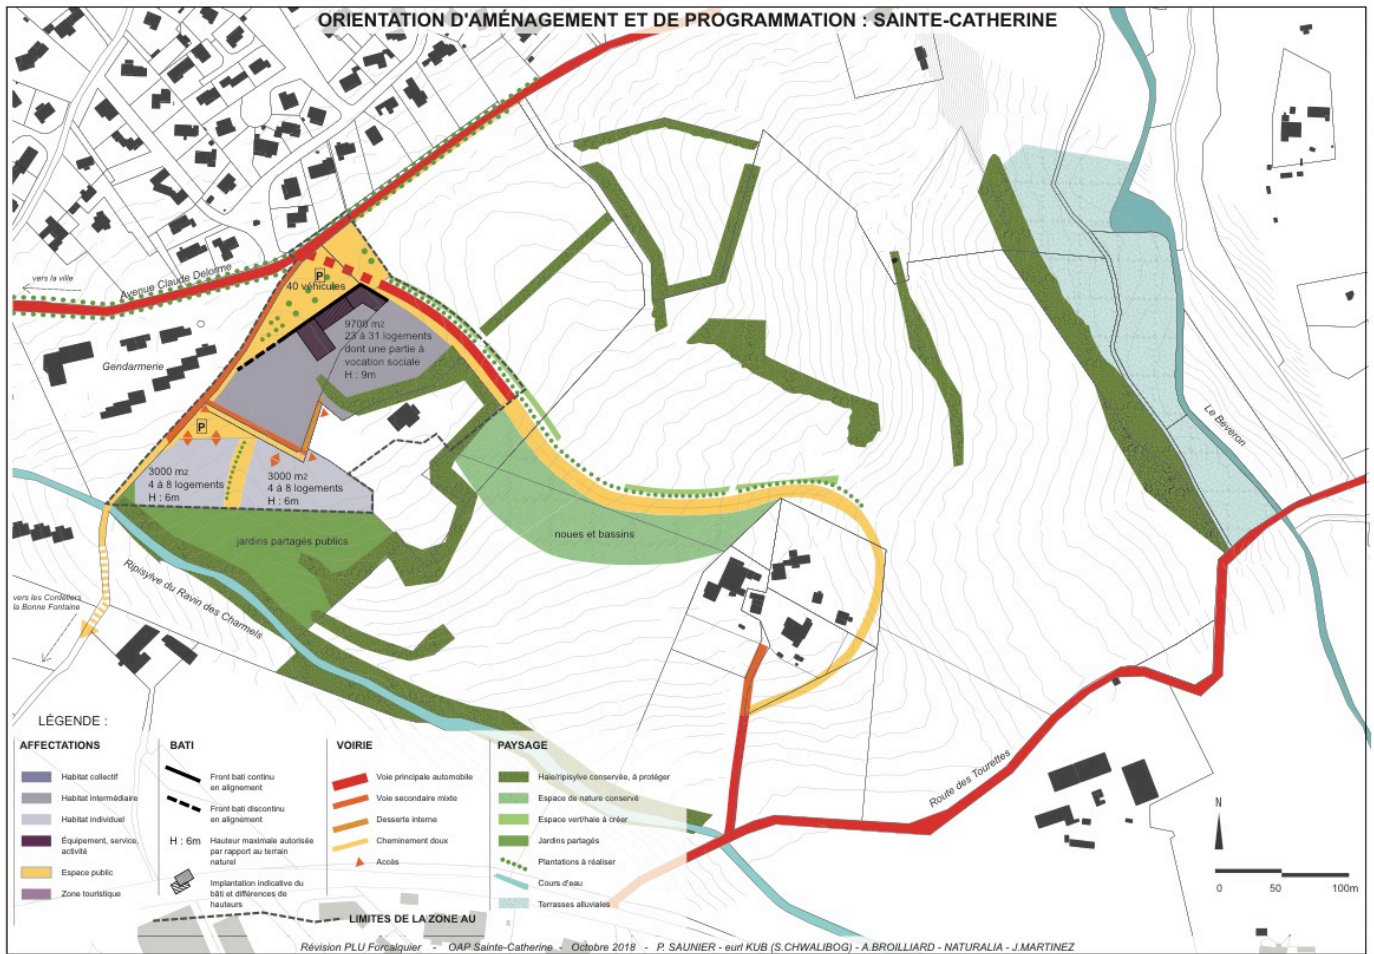 ORIENTATION D'AMÉNAGEMENT ET DE PROGRAMMATION : SAINTE-CATHERINE
vers la ville
Avenue Claude Delorme
P
40 véhicules
9700 m2
23 à 31 logements
dont une partie à
vocation sociale
H : 9m
Gendarmerie
P
3000 m2
4 à 8 logements
H : 6m
3000 m2
4 à 8 logements
H : 6m
Le Beveron
noues et bassins
jardins partagés publics
Ripisylve du Ravin des Charmels
vers les Cordeliers
la Bonne Fontaine
Route des Tourettes
LÉGENDE :
AFFECTATIONS
Habitat collectif
Habitat intermédiaire
Habitat individuel
Équipement, service,
activité
Espace public
Zone touristique
BATI
Front bati continu
en alignement
Front bati discontinu
en alignement
H : 6m
Hauteur maximale autorisée
par rapport au terrain
naturel
Implantation indicative du
bâti et différences de
hauteurs
LIMITES DE LA ZONE AU
VOIRIE
Voie principale automobile
Voie secondaire mixte
Desserte interne
Cheminement doux
Accès
PAYSAGE
Haie/ripisylve conservée, à protéger
Espace de nature conservé
Espace vert/haie à créer
Jardins partagés
Plantations à réaliser
Cours d'eau
Terrasses alluviales
N
0 50 100m
Révision PLU Forcalquier - OAP Sainte-Catherine - Octobre 2018 - P. SAUNIER - eurl KUB (S.CHWALIBOG) - A.BROILLIARD - NATURALIA - J.MARTINEZ